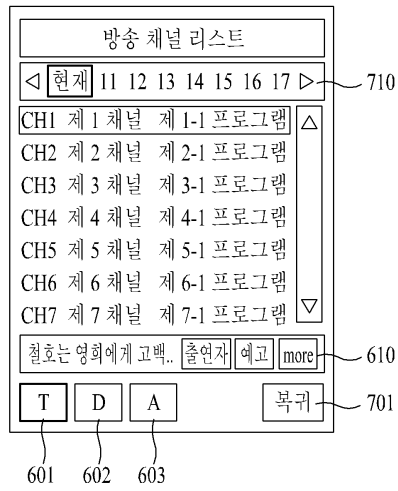 방송 채널 리스트
◁ 현재 11 12 13 14 15 16 17 ▷ 710
CH1 제 1 채널 제 1-1 프로그램 △
CH2 제 2 채널 제 2-1 프로그램
CH3 제 3 채널 제 3-1 프로그램
CH4 제 4 채널 제 4-1 프로그램
CH5 제 5 채널 제 5-1 프로그램
CH6 제 6 채널 제 6-1 프로그램
CH7 제 7 채널 제 7-1 프로그램 ▽
철호는 영희에게 고백.. 출연자 예고 more 610
T D A 복귀 701
601 602 603